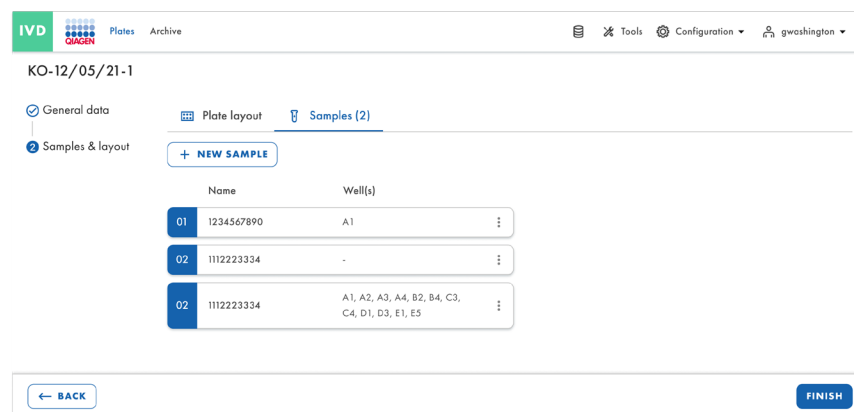 IVD QIAGEN Plates Archive Tools Configuration gwashington
KO-12/05/21-1
General data
2 Samples & layout
Plate layout Samples (2)
+ NEW SAMPLE
Name Well(s)
01 1234567890 A1
02 1112223334 -
02 1112223334 A1, A2, A3, A4, B2, B4, C3,
C4, D1, D3, E1, E5
← BACK FINISH